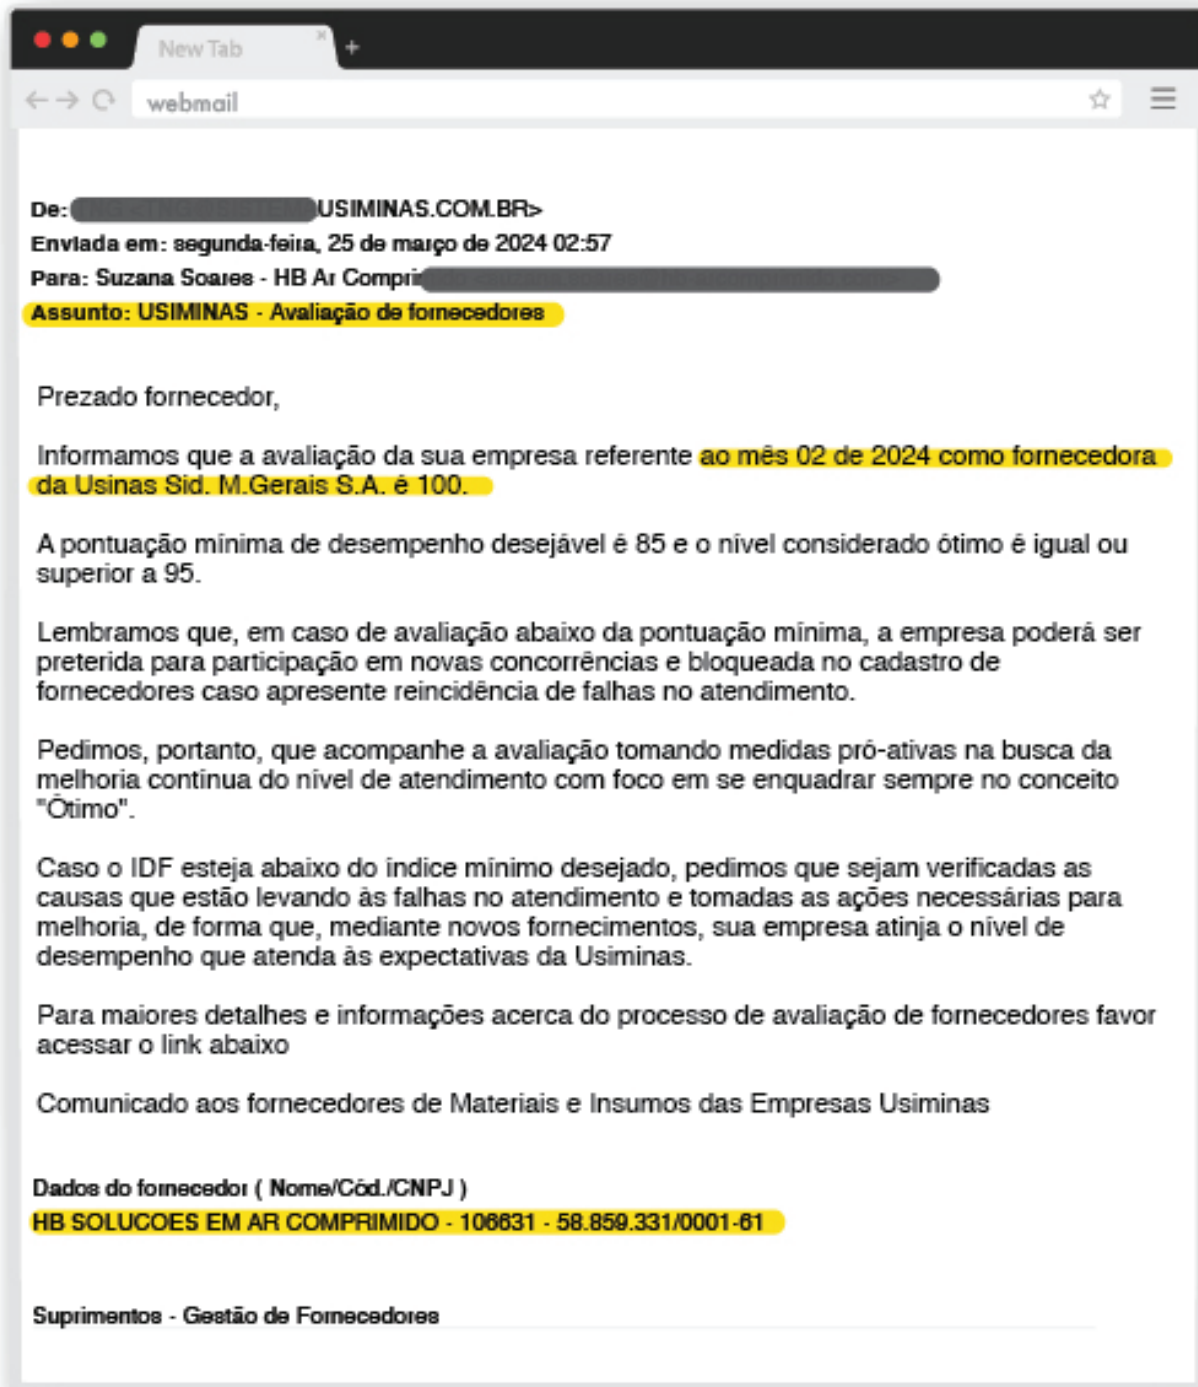 New Tab
webmail
De: USIMINAS.COM.BR>
Enviada em: segunda-feira, 25 de março de 2024 02:57
Para: Suzana Soares - HB Ar Compri
Assunto: USIMINAS - Avaliação de fornecedores
Prezado fornecedor,
Informamos que a avaliação da sua empresa referente ao mês 02 de 2024 como fornecedora
da Usinas Sid. M.Gerais S.A. é 100.
A pontuação mínima de desempenho desejável é 85 e o nível considerado ótimo é igual ou
superior a 95.
Lembramos que, em caso de avaliação abaixo da pontuação mínima, a empresa poderá ser
preterida para participação em novas concorrências e bloqueada no cadastro de
fornecedores caso apresente reincidência de falhas no atendimento.
Pedimos, portanto, que acompanhe a avaliação tomando medidas pró-ativas na busca da
melhoria contínua do nível de atendimento com foco em se enquadrar sempre no conceito
"Ótimo".
Caso o IDF esteja abaixo do índice mínimo desejado, pedimos que sejam verificadas as
causas que estão levando às falhas no atendimento e tomadas as ações necessárias para
melhoria, de forma que, mediante novos fornecimentos, sua empresa atinja o nível de
desempenho que atenda às expectativas da Usiminas.
Para maiores detalhes e informações acerca do processo de avaliação de fornecedores favor
acessar o link abaixo
Comunicado aos fornecedores de Materiais e Insumos das Empresas Usiminas
Dados do fornecedor ( Nome/Cód./CNPJ )
HB SOLUCOES EM AR COMPRIMIDO - 106631 - 58.859.331/0001-61
Suprimentos - Gestão de Fornecedores